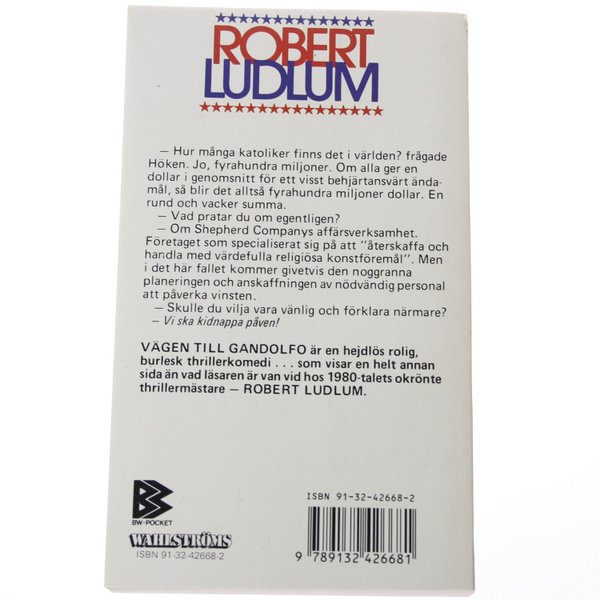 ROBERT
LUDLUM
— Hur många katoliker finns det i världen? frågade
Höken. Jo, fyrahundra miljoner. Om alla ger en
dollar i genomsnitt för ett visst behjärtansvärt ända-
mål, så blir det alltså fyrahundra miljoner dollar. En
rund och vacker summa.
— Vad pratar du om egentligen?
— Om Shepherd Companys affärsverksamhet.
Företaget som specialiserat sig på att "återskaffa och
handla med värdefulla religiösa konstföremål". Men
i det här fallet kommer givetvis den noggranna
planeringen och anskaffningen av nödvändig personal
att påverka vinsten.
— Skulle du vilja vara vänlig och förklara närmare?
— Vi ska kidnappa påven!
VÄGEN TILL GANDOLFO är en hejdlös rolig,
burlesk thrillerkomedi . . . som visar en helt annan
sida än vad läsaren är van vid hos 1980-talets okrönte
thrillermästare — ROBERT LUDLUM.
BW-POCKET
WAHLSTRÖMS
ISBN 91-32-42668-2
ISBN 91-32-42668-2
9 789132 426681